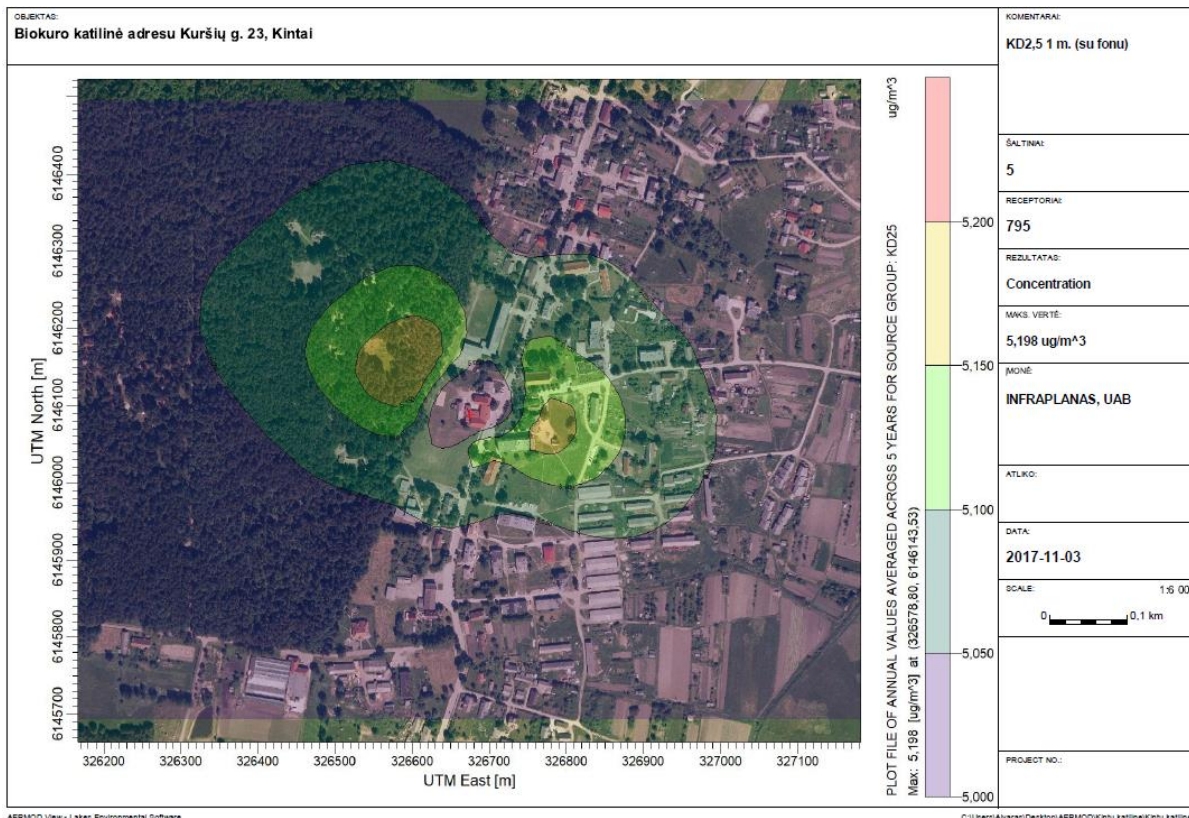 OBJEKTAS:
Biokuro katilinė adresu Kuršių g. 23, Kintai
KOMENTARAI:
KD2,5 1 m. (su fonu)
ŠALTINIAI:
5
RECEPTORIAI:
795
REZULTATAS:
Concentration
MAKS. VERTĖ:
5,198 ug/m^3
ĮMONĖ:
INFRAPLANAS, UAB
ATLIKO:
DATA:
2017-11-03
SCALE:
1:6 00
0
0,1 km
PROJECT NO.:
UTM North [m]
6146400
6146300
6146200
6146100
6146000
6145900
6145800
6145700
326200
326300
326400
326500
326600
326700
326800
326900
327000
327100
UTM East [m]
ug/m^3
PLOT FILE OF ANNUAL VALUES AVERAGED ACROSS 5 YEARS FOR SOURCE GROUP: KD25
Max: 5,198 [ug/m^3] at (326578,80, 6146143,53)
5,200
5,150
5,100
5,050
5,000
AERMOD View - Lakes Environmental Software